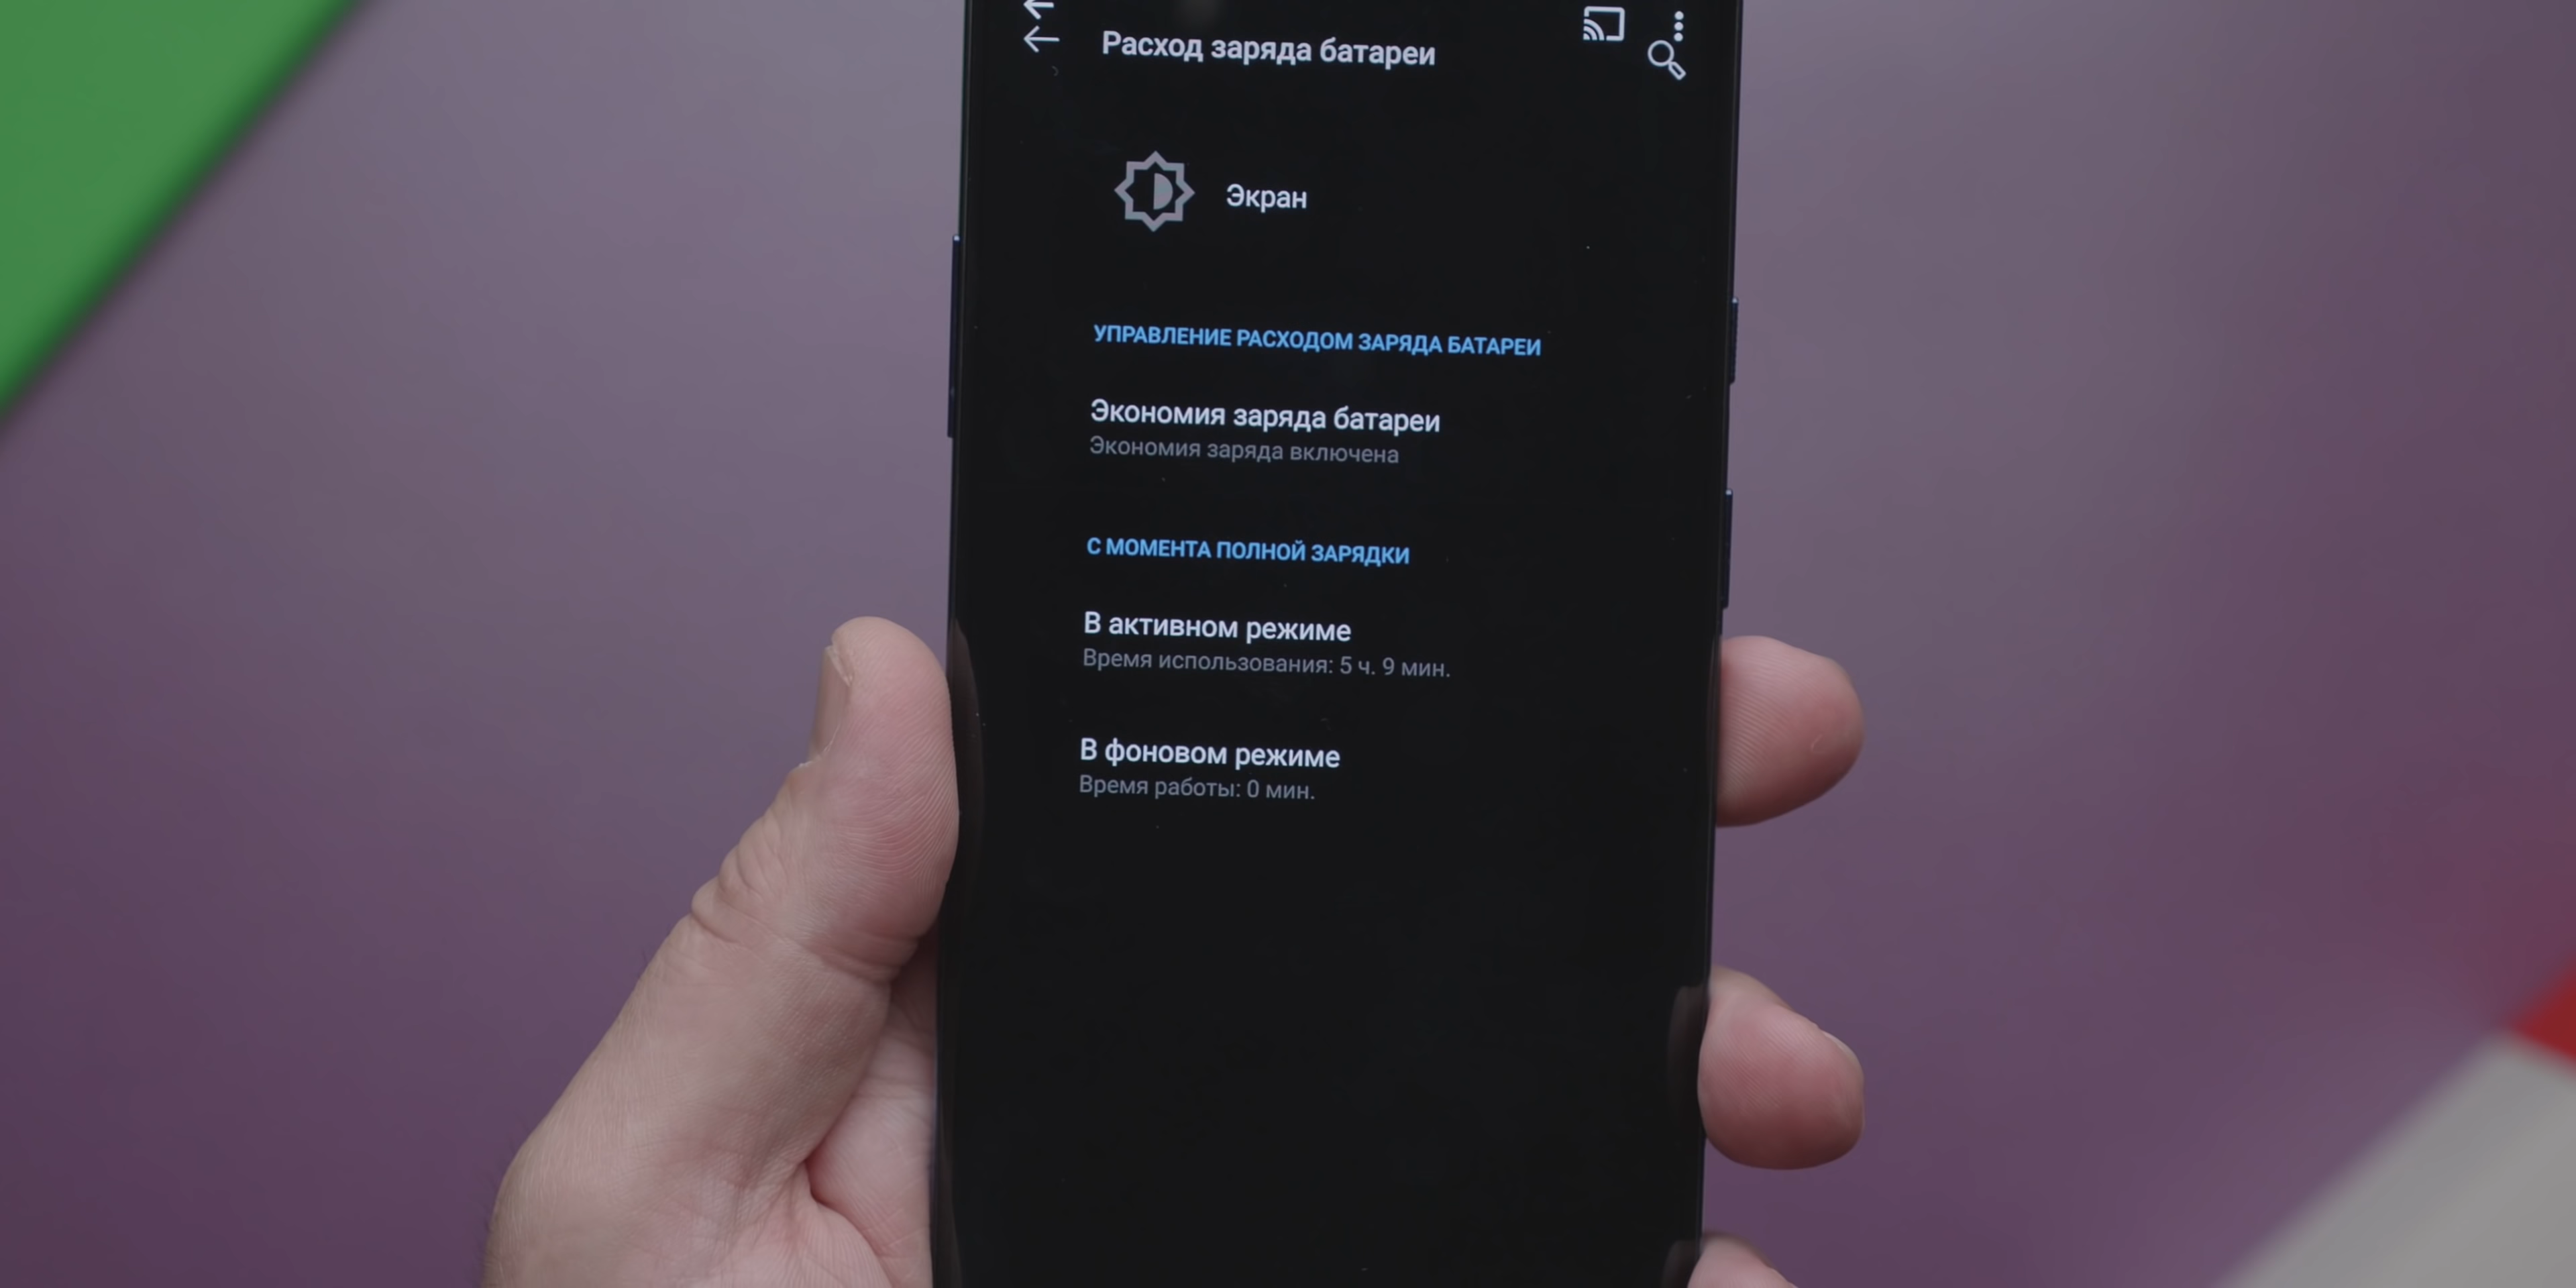 Расход заряда батареи
Экран
УПРАВЛЕНИЕ РАСХОДОМ ЗАРЯДА БАТАРЕИ
Экономия заряда батареи
Экономия заряда включена
С МОМЕНТА ПОЛНОЙ ЗАРЯДКИ
В активном режиме
Время использования: 5 ч. 9 мин.
В фоновом режиме
Время работы: 0 мин.